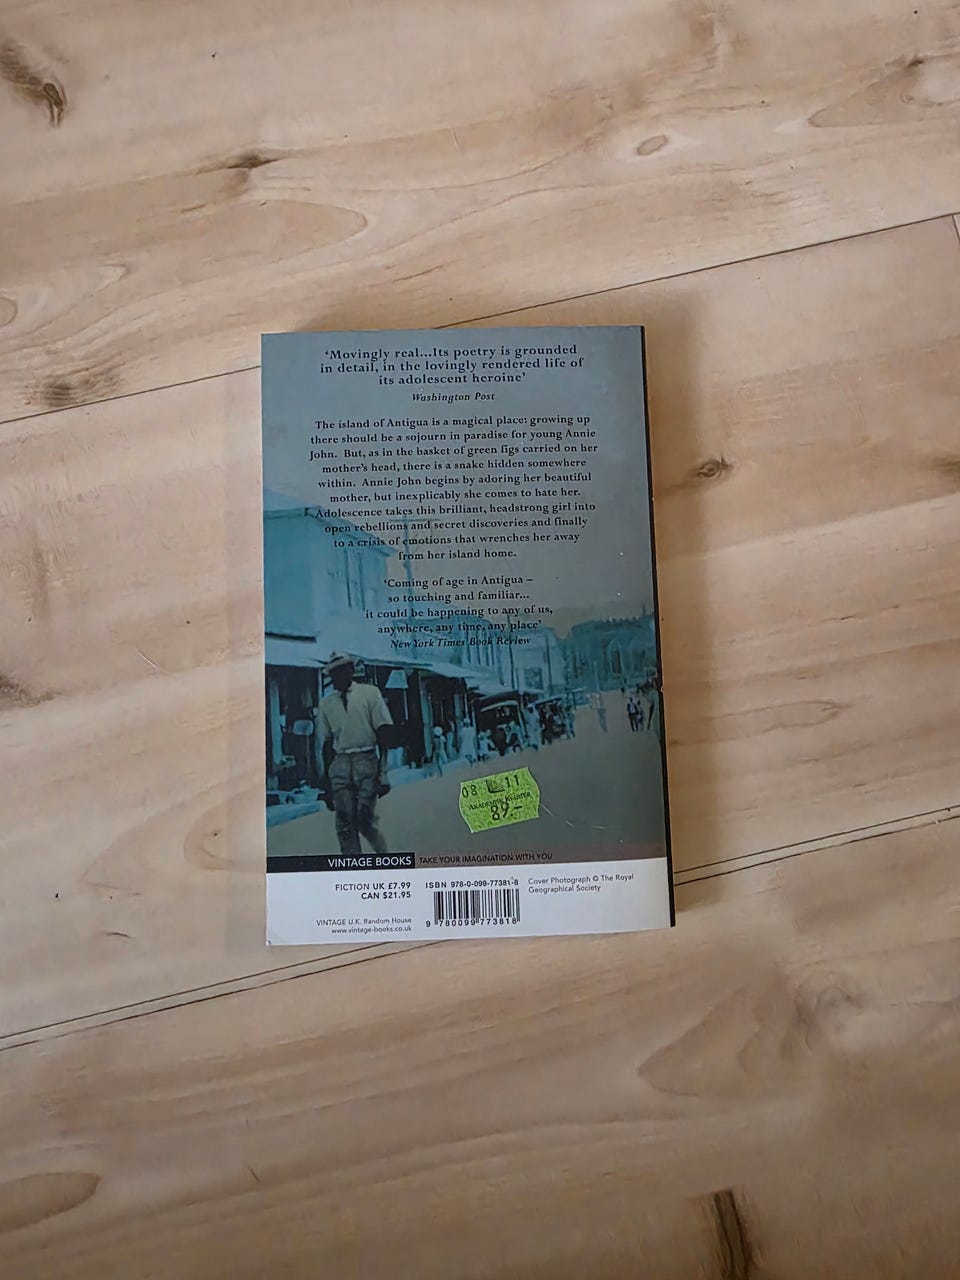 ‘Movingly real...Its poetry is grounded
in detail, in the lovingly rendered life of
its adolescent heroine’
Washington Post
The island of Antigua is a magical place: growing up
there should be a sojourn in paradise for young Annie
John. But, as in the basket of green figs carried on her
mother's head, there is a snake hidden somewhere
within. Annie John begins by adoring her beautiful
mother, but inexplicably she comes to hate her.
Adolescence takes this brilliant, headstrong girl into
open rebellions and secret discoveries and finally
to a crisis of emotions that wrenches her away
from her island home.
‘Coming of age in Antigua –
so touching and familiar...
it could be happening to any of us,
anywhere, any time, any place’
New York Times Book Review
08 11
89.-
VINTAGE BOOKS TAKE YOUR IMAGINATION WITH YOU
FICTION UK £7.99
CAN $21.95
VINTAGE U.K. Random House
www.vintage-books.co.uk
ISBN 978-0-099-77381-8
9 780099 773818
Cover Photograph © The Royal
Geographical Society